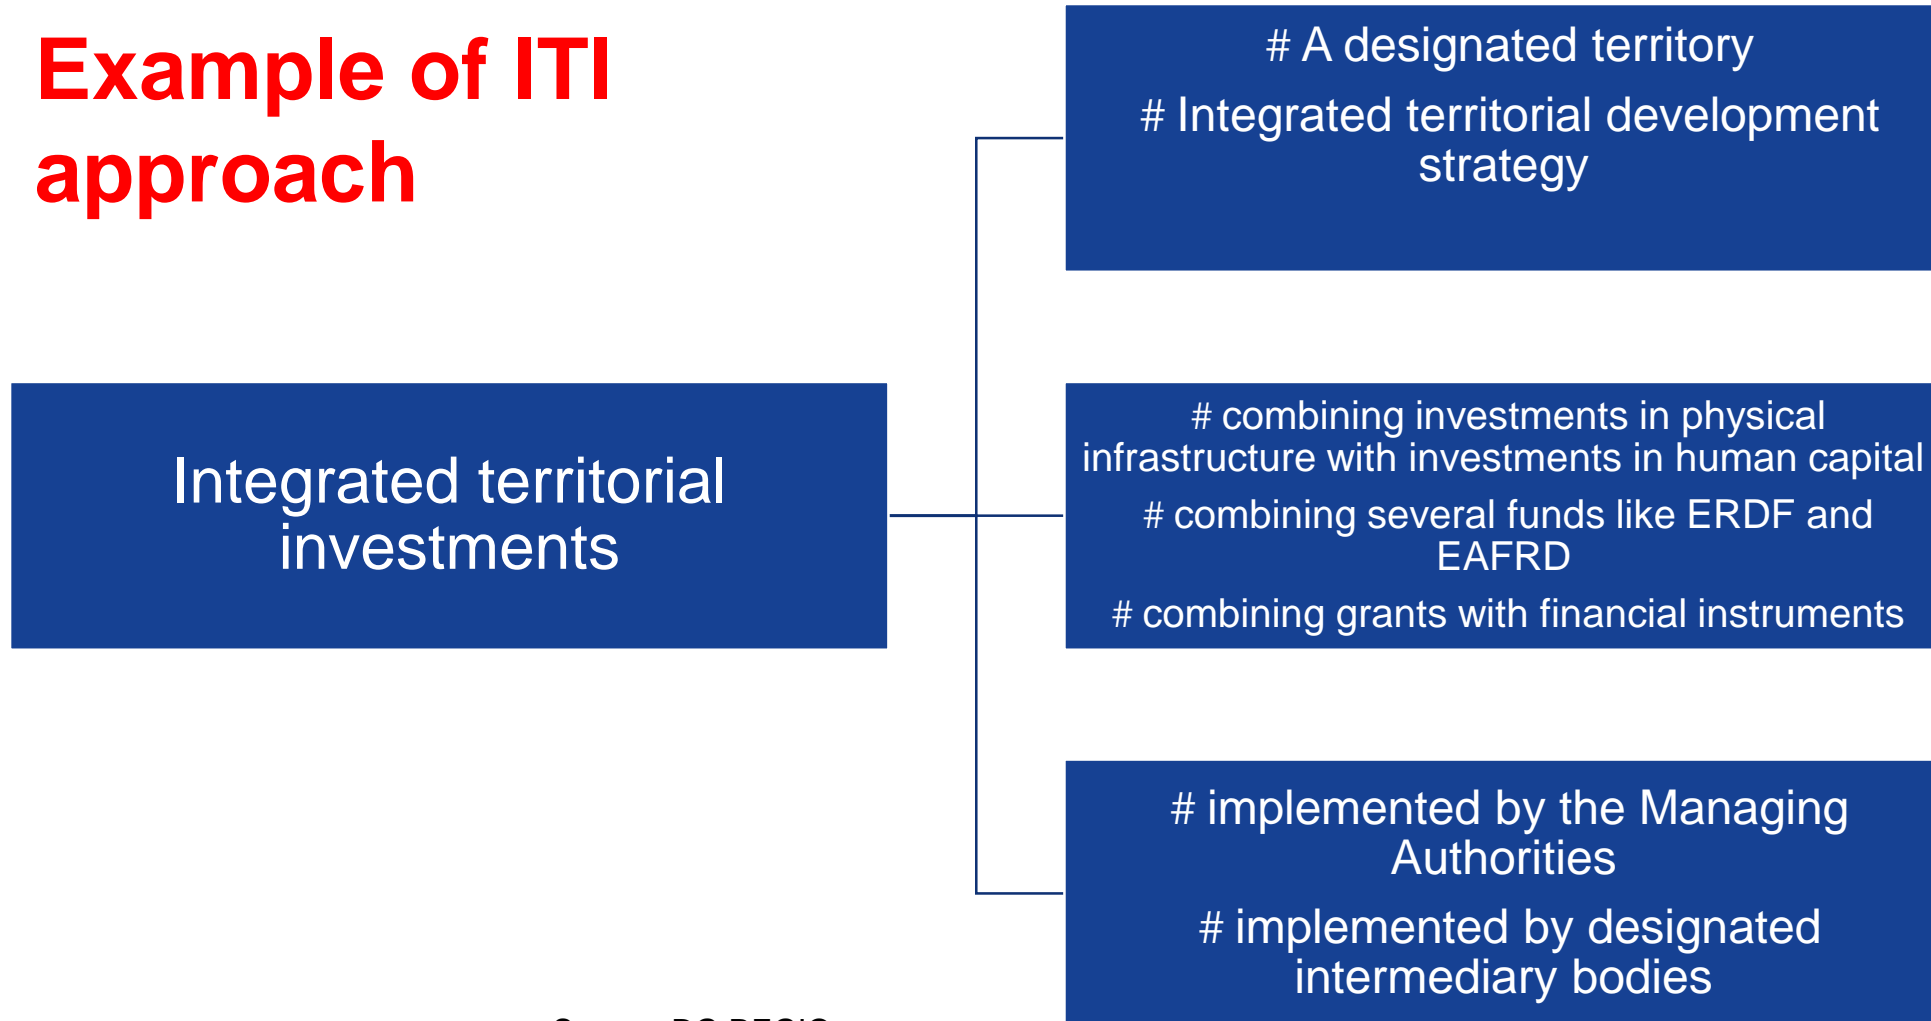 Example of ITI
approach
# A designated territory
# Integrated territorial development
strategy
Integrated territorial
investments
# combining investments in physical
infrastructure with investments in human capital
# combining several funds like ERDF and
EAFRD
# combining grants with financial instruments
# implemented by the Managing
Authorities
# implemented by designated
intermediary bodies